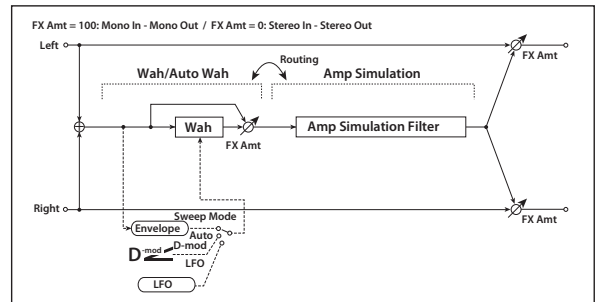 FX Amt = 100: Mono In - Mono Out / FX Amt = 0: Stereo In - Stereo Out
Left
FX Amt
Routing
Wah/Auto Wah
Amp Simulation
Wah
FX Amt
Amp Simulation Filter
Right
FX Amt
Sweep Mode
Envelope
Auto
D-mod
D-mod
LFO
LFO